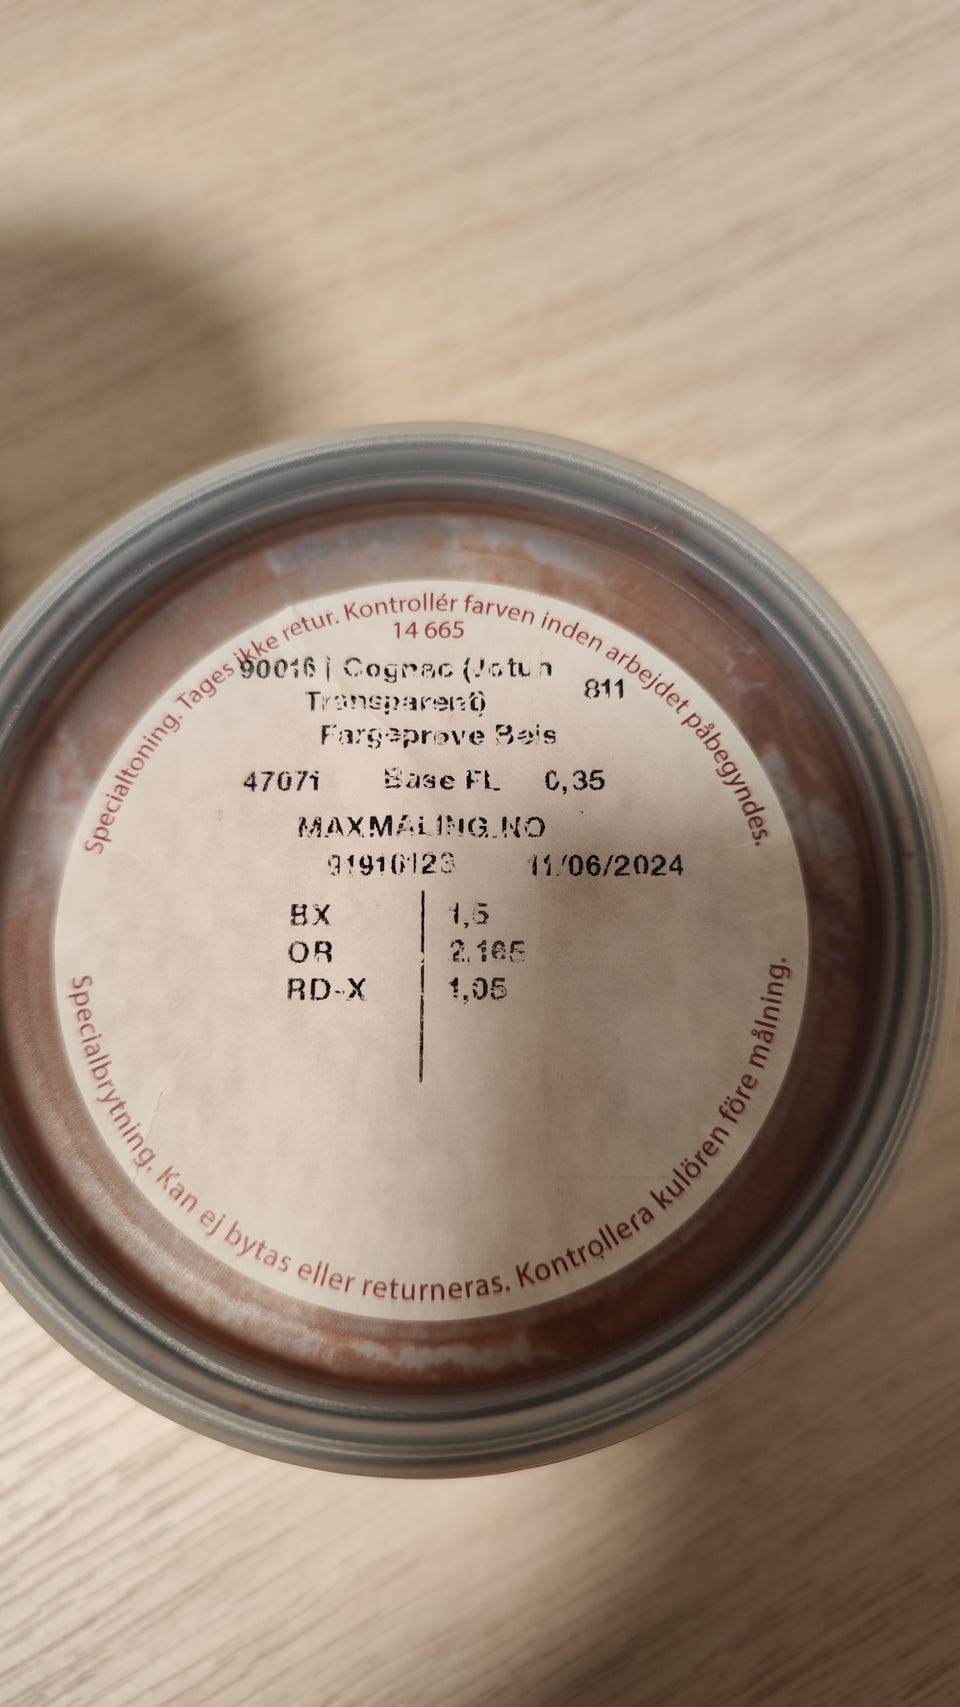 Specialtoning. Tages ikke retur. Kontrollér farven inden arbejdet påbegyndes.
14 665
90016 | Cognac (Jotun
Transparent)
811
Fargeprøve Beis
47071 Base FL 0,35
MAXMALING.NO
91910123 11/06/2024
BX 1,5
OR 2,165
RD-X 1,05
Specialbrytning. Kan ej bytas eller returneras. Kontrollera kulören före målning.